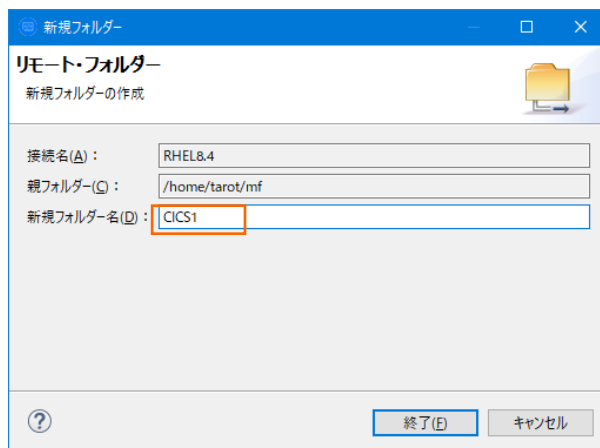 新規フォルダー
リモート・フォルダー
新規フォルダーの作成
接続名(A): RHEL8.4
親フォルダー(C): /home/tarot/mf
新規フォルダー名(D): CICS1
?
終了(F) キャンセル